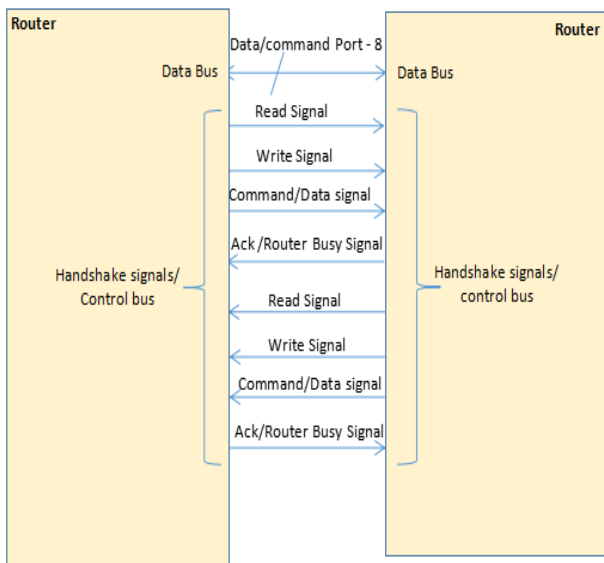 Router
Router
Data/command Port - 8
Data Bus
Data Bus
Read Signal
Write Signal
Command/Data signal
Ack/Router Busy Signal
Handshake signals/
Control bus
Handshake signals/
control bus
Read Signal
Write Signal
Command/Data signal
Ack/Router Busy Signal